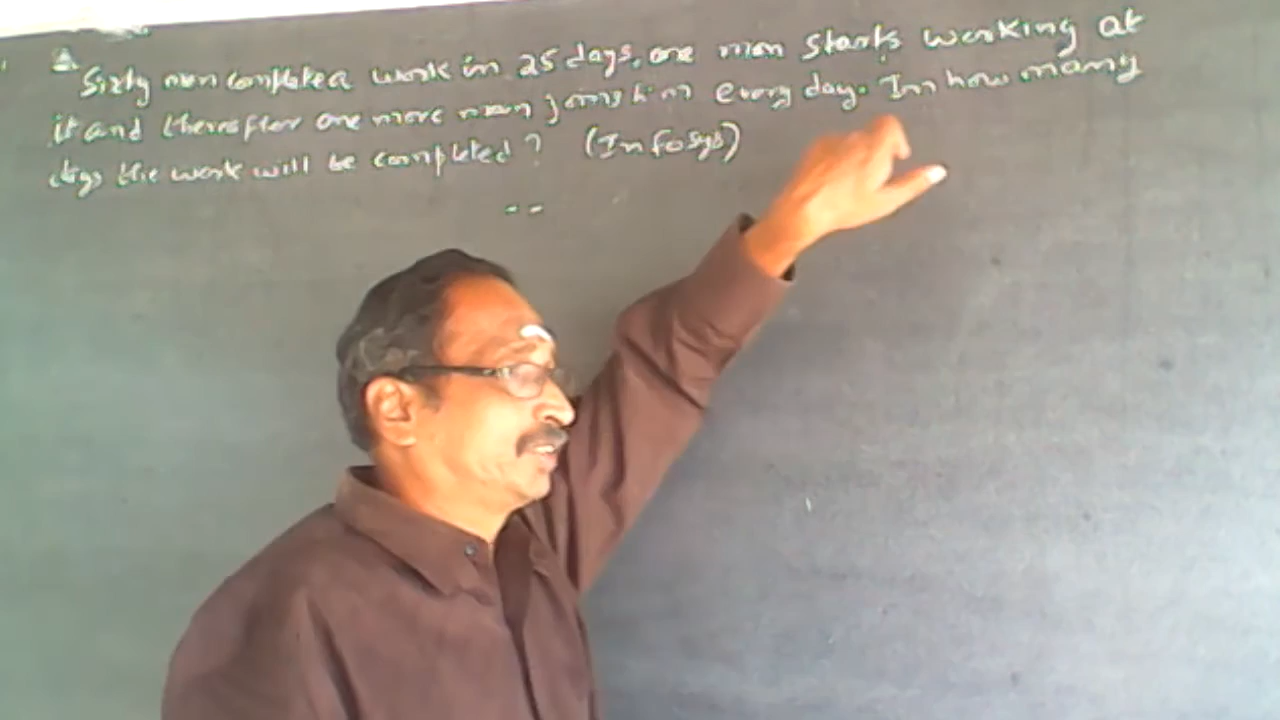 Sixty men complete a work in 25 days, one man starts working at
it and thereafter one more man joins him every day. In how many
days the work will be completed? (Infosys)